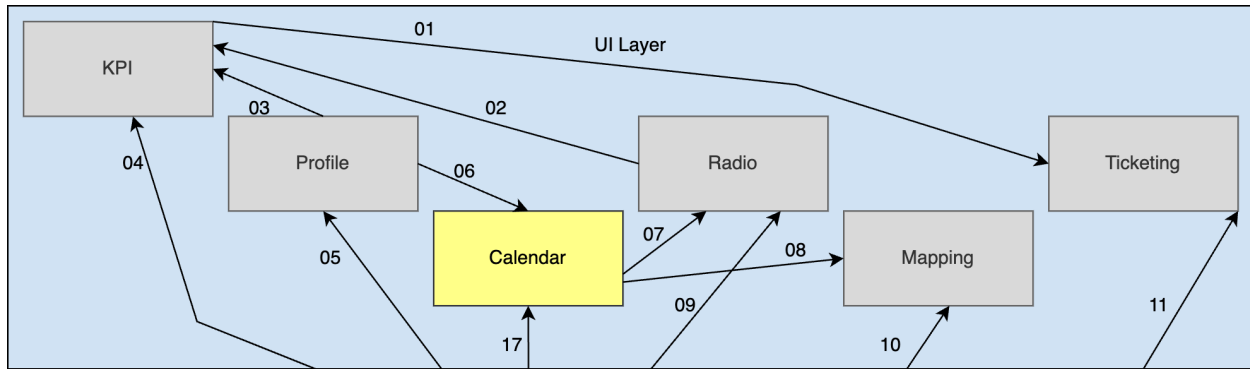 01
UI Layer
KPI
02
03
04
Profile
06
Radio
Ticketing
05
Calendar
07
08
Mapping
09
11
17
10